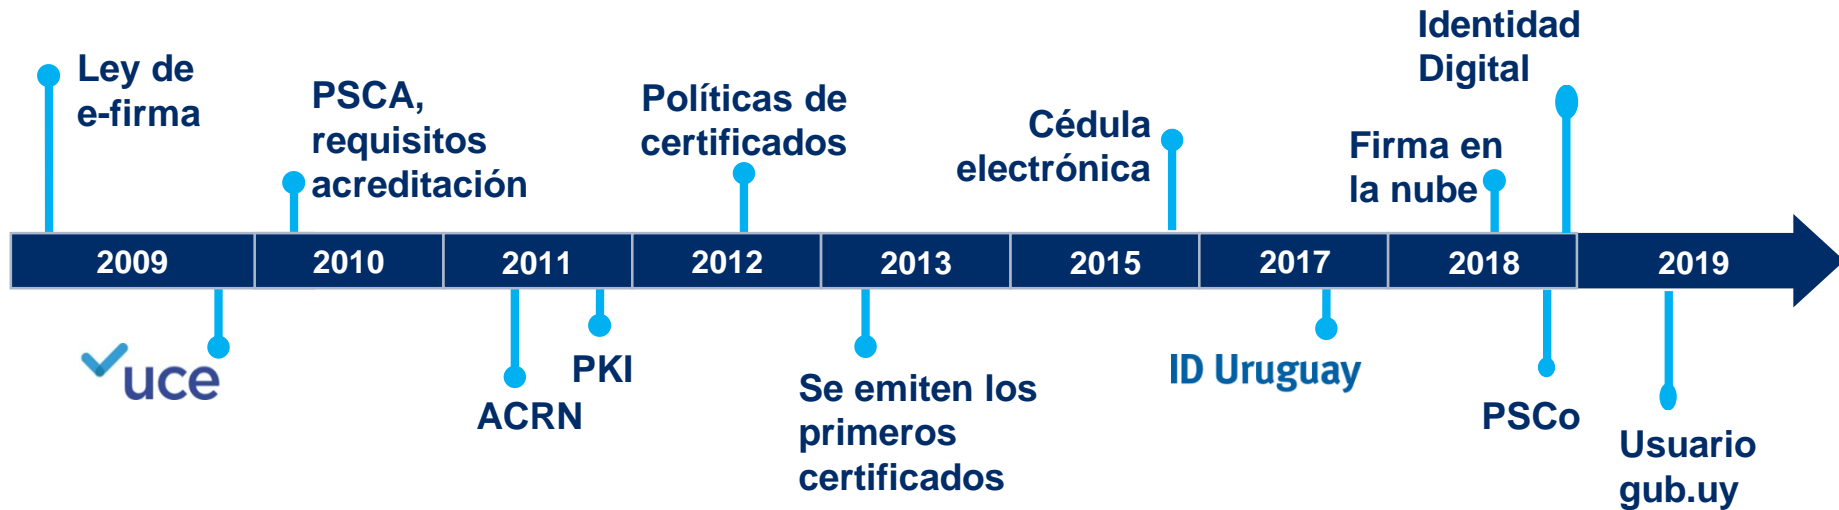 Ley de
e-firma
PSCA,
requisitos
acreditación
Políticas de
certificados
Cédula
electrónica
Firma en
la nube
Identidad
Digital
2009
2010
2011
2012
2013
2015
2017
2018
2019
uce
ACRN
PKI
Se emiten los
primeros
certificados
ID Uruguay
PSCo
Usuario
gub.uy